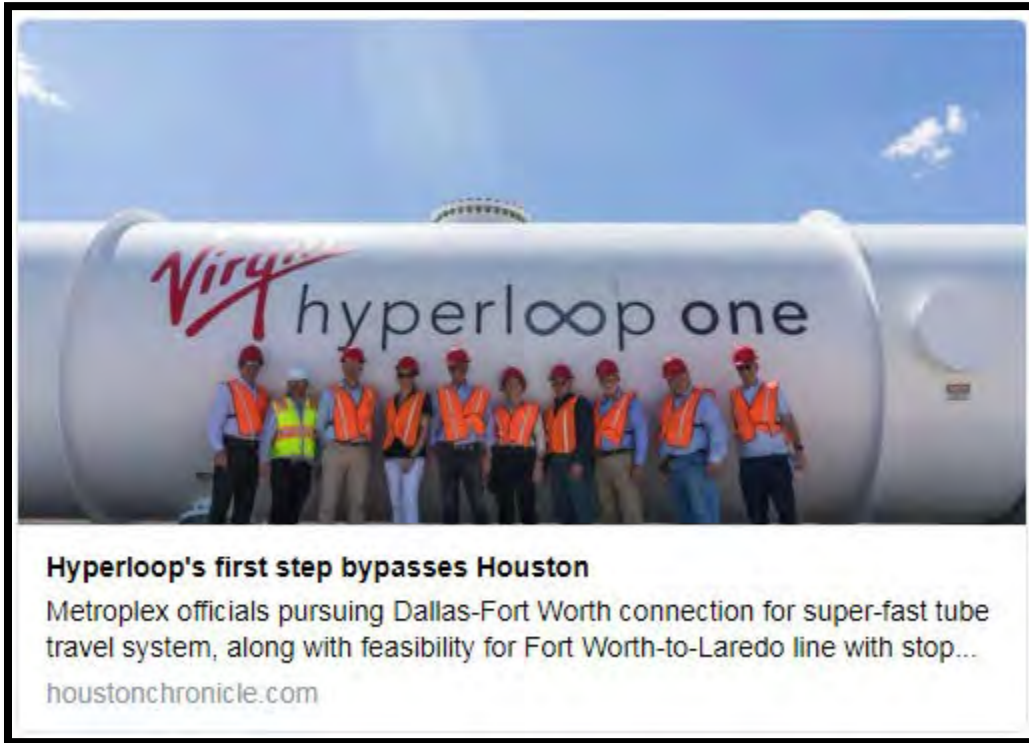 Virgin
hyperloop one
Hyperloop's first step bypasses Houston
Metroplex officials pursuing Dallas-Fort Worth connection for super-fast tube
travel system, along with feasibility for Fort Worth-to-Laredo line with stop...
houstonchronicle.com